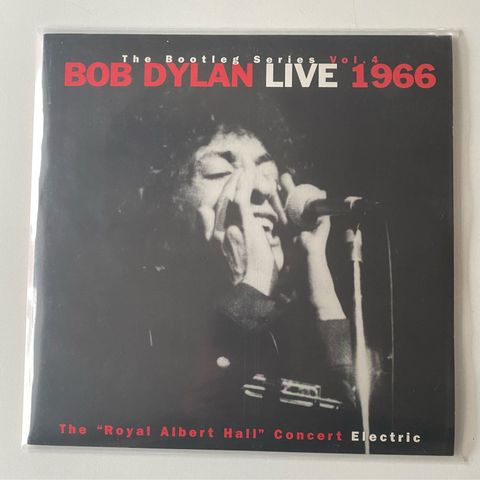 The Bootleg Series Vol.4
BOB DYLAN LIVE 1966
The "Royal Albert Hall" Concert Electric